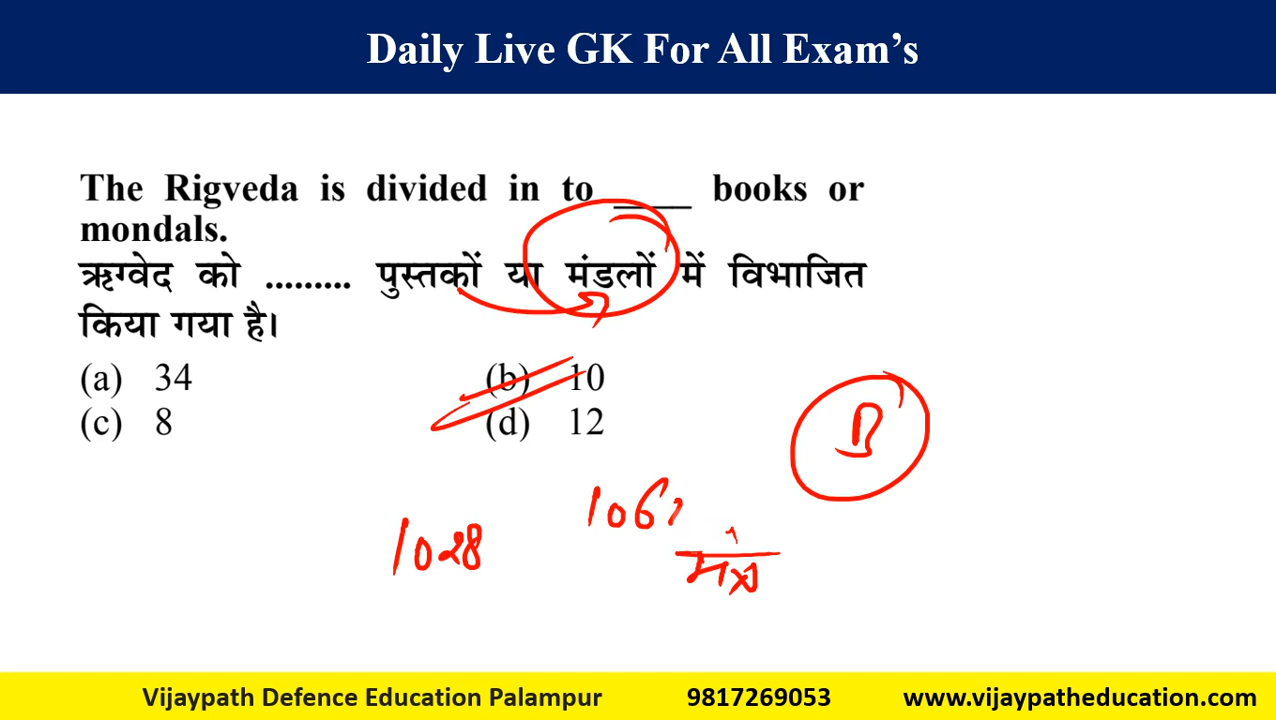 Daily Live GK For All Exam’s
The Rigveda is divided in to ____ books or
mondals.
ऋग्वेद को ......... पुस्तकों या मंडलों में विभाजित
किया गया है।
(a) 34 (b) 10
(c) 8 (d) 12
B
1028
मंत्र
Vijaypath Defence Education Palampur 9817269053 www.vijaypatheducation.com